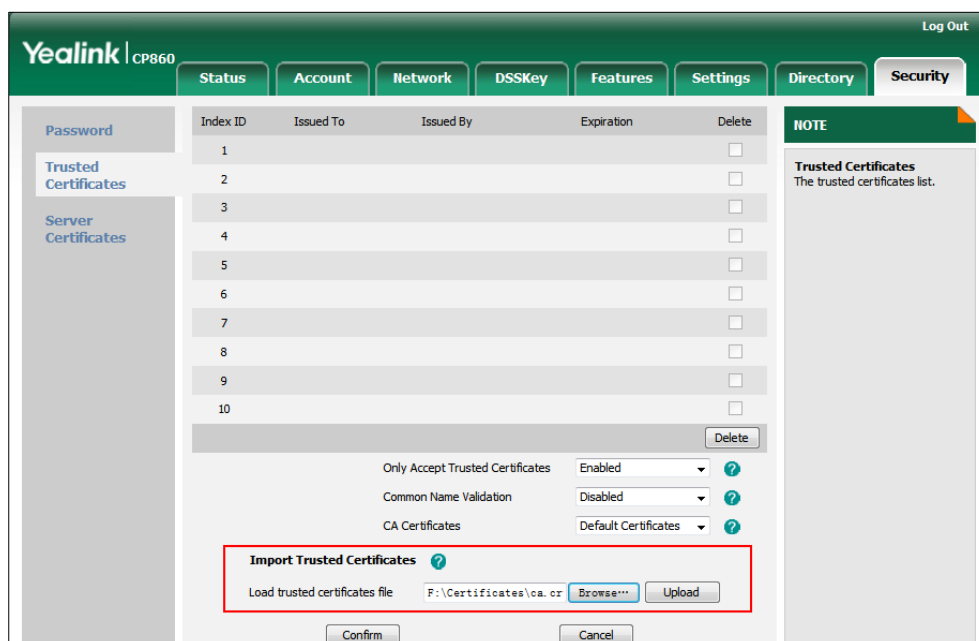 Log Out
Yealink | CP860
Status Account Network DSSKey Features Settings Directory Security
Password
Trusted
Certificates
Server
Certificates
Index ID Issued To Issued By Expiration Delete
1
2
3
4
5
6
7
8
9
10
Delete
Only Accept Trusted Certificates Enabled ?
Common Name Validation Disabled ?
CA Certificates Default Certificates ?
Import Trusted Certificates ?
Load trusted certificates file F:\Certificates\ca.cr Browse... Upload
Confirm Cancel
NOTE
Trusted Certificates
The trusted certificates list.